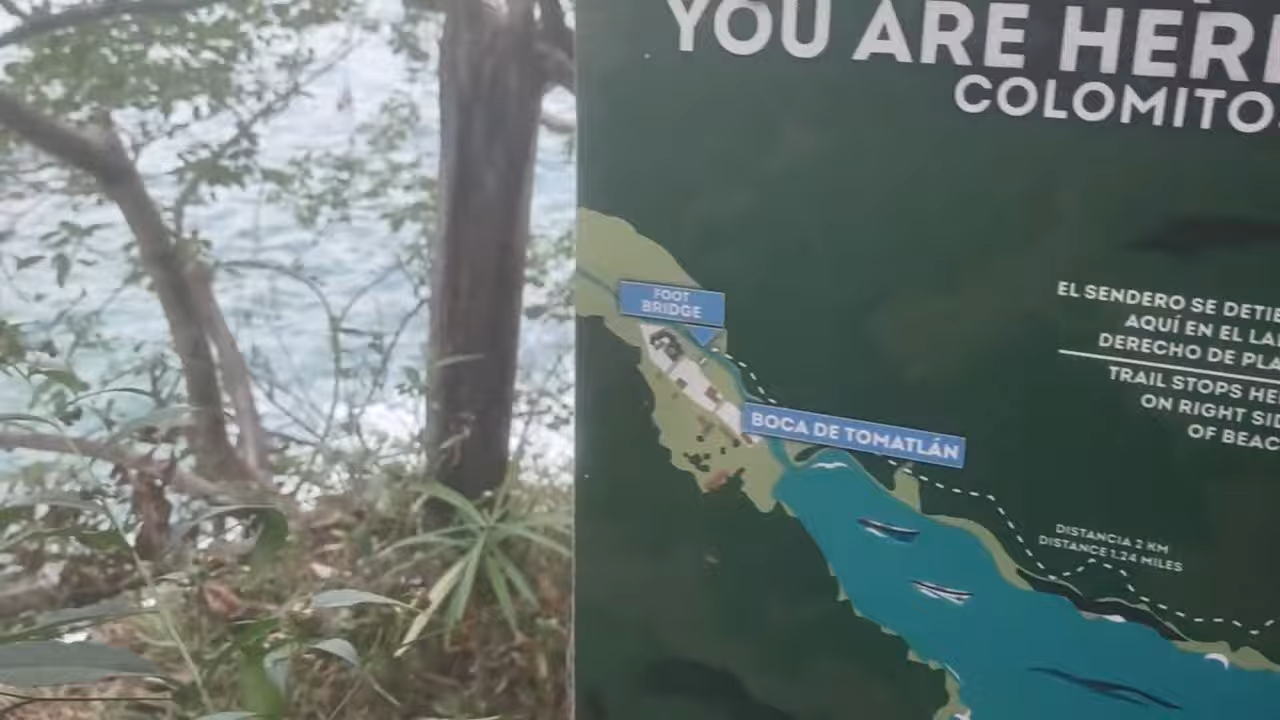 YOU ARE HER
COLOMITO
FOOT
BRIDGE
EL SENDERO SE DETIE
AQUÍ EN EL LA
DERECHO DE PLA
TRAIL STOPS HE
ON RIGHT SID
OF BEAC
BOCA DE TOMATLÁN
DISTANCIA 2 KM
DISTANCE 1.24 MILES